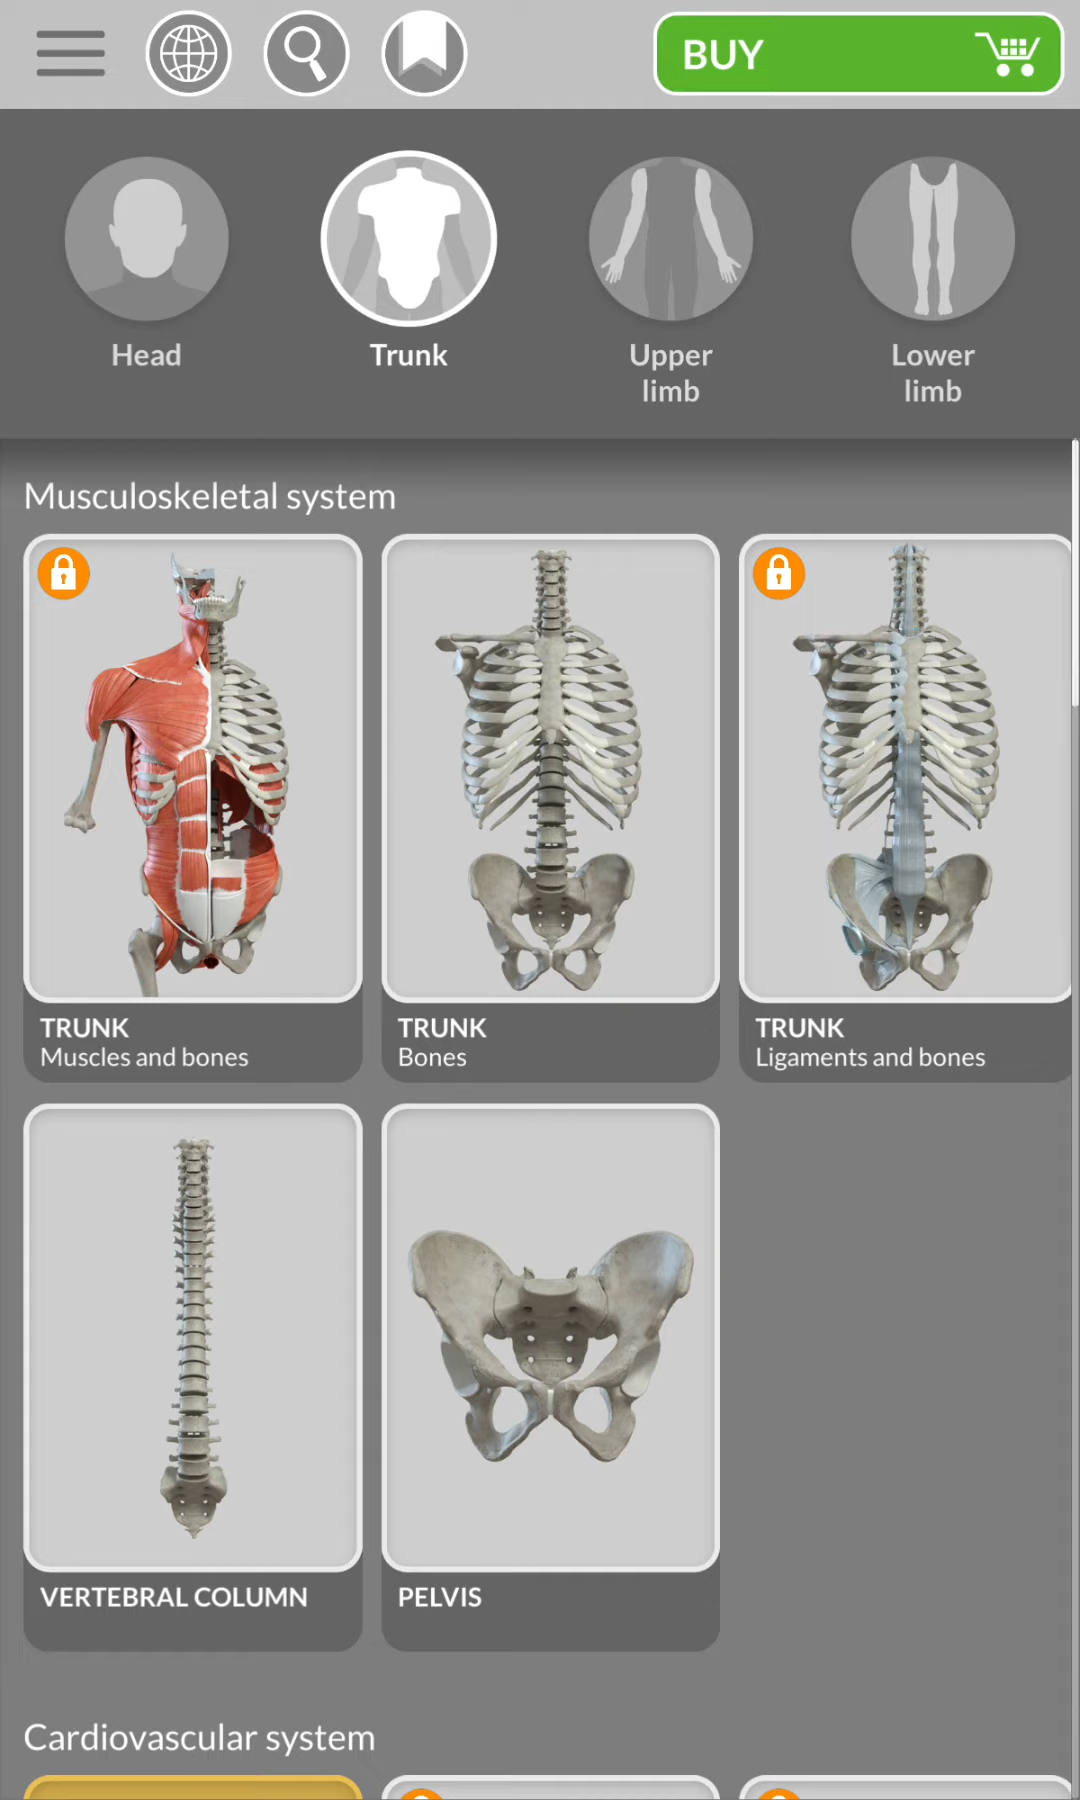 BUY
Head
Trunk
Upper
limb
Lower
limb
Musculoskeletal system
TRUNK
Muscles and bones
TRUNK
Bones
TRUNK
Ligaments and bones
VERTEBRAL COLUMN
PELVIS
Cardiovascular system